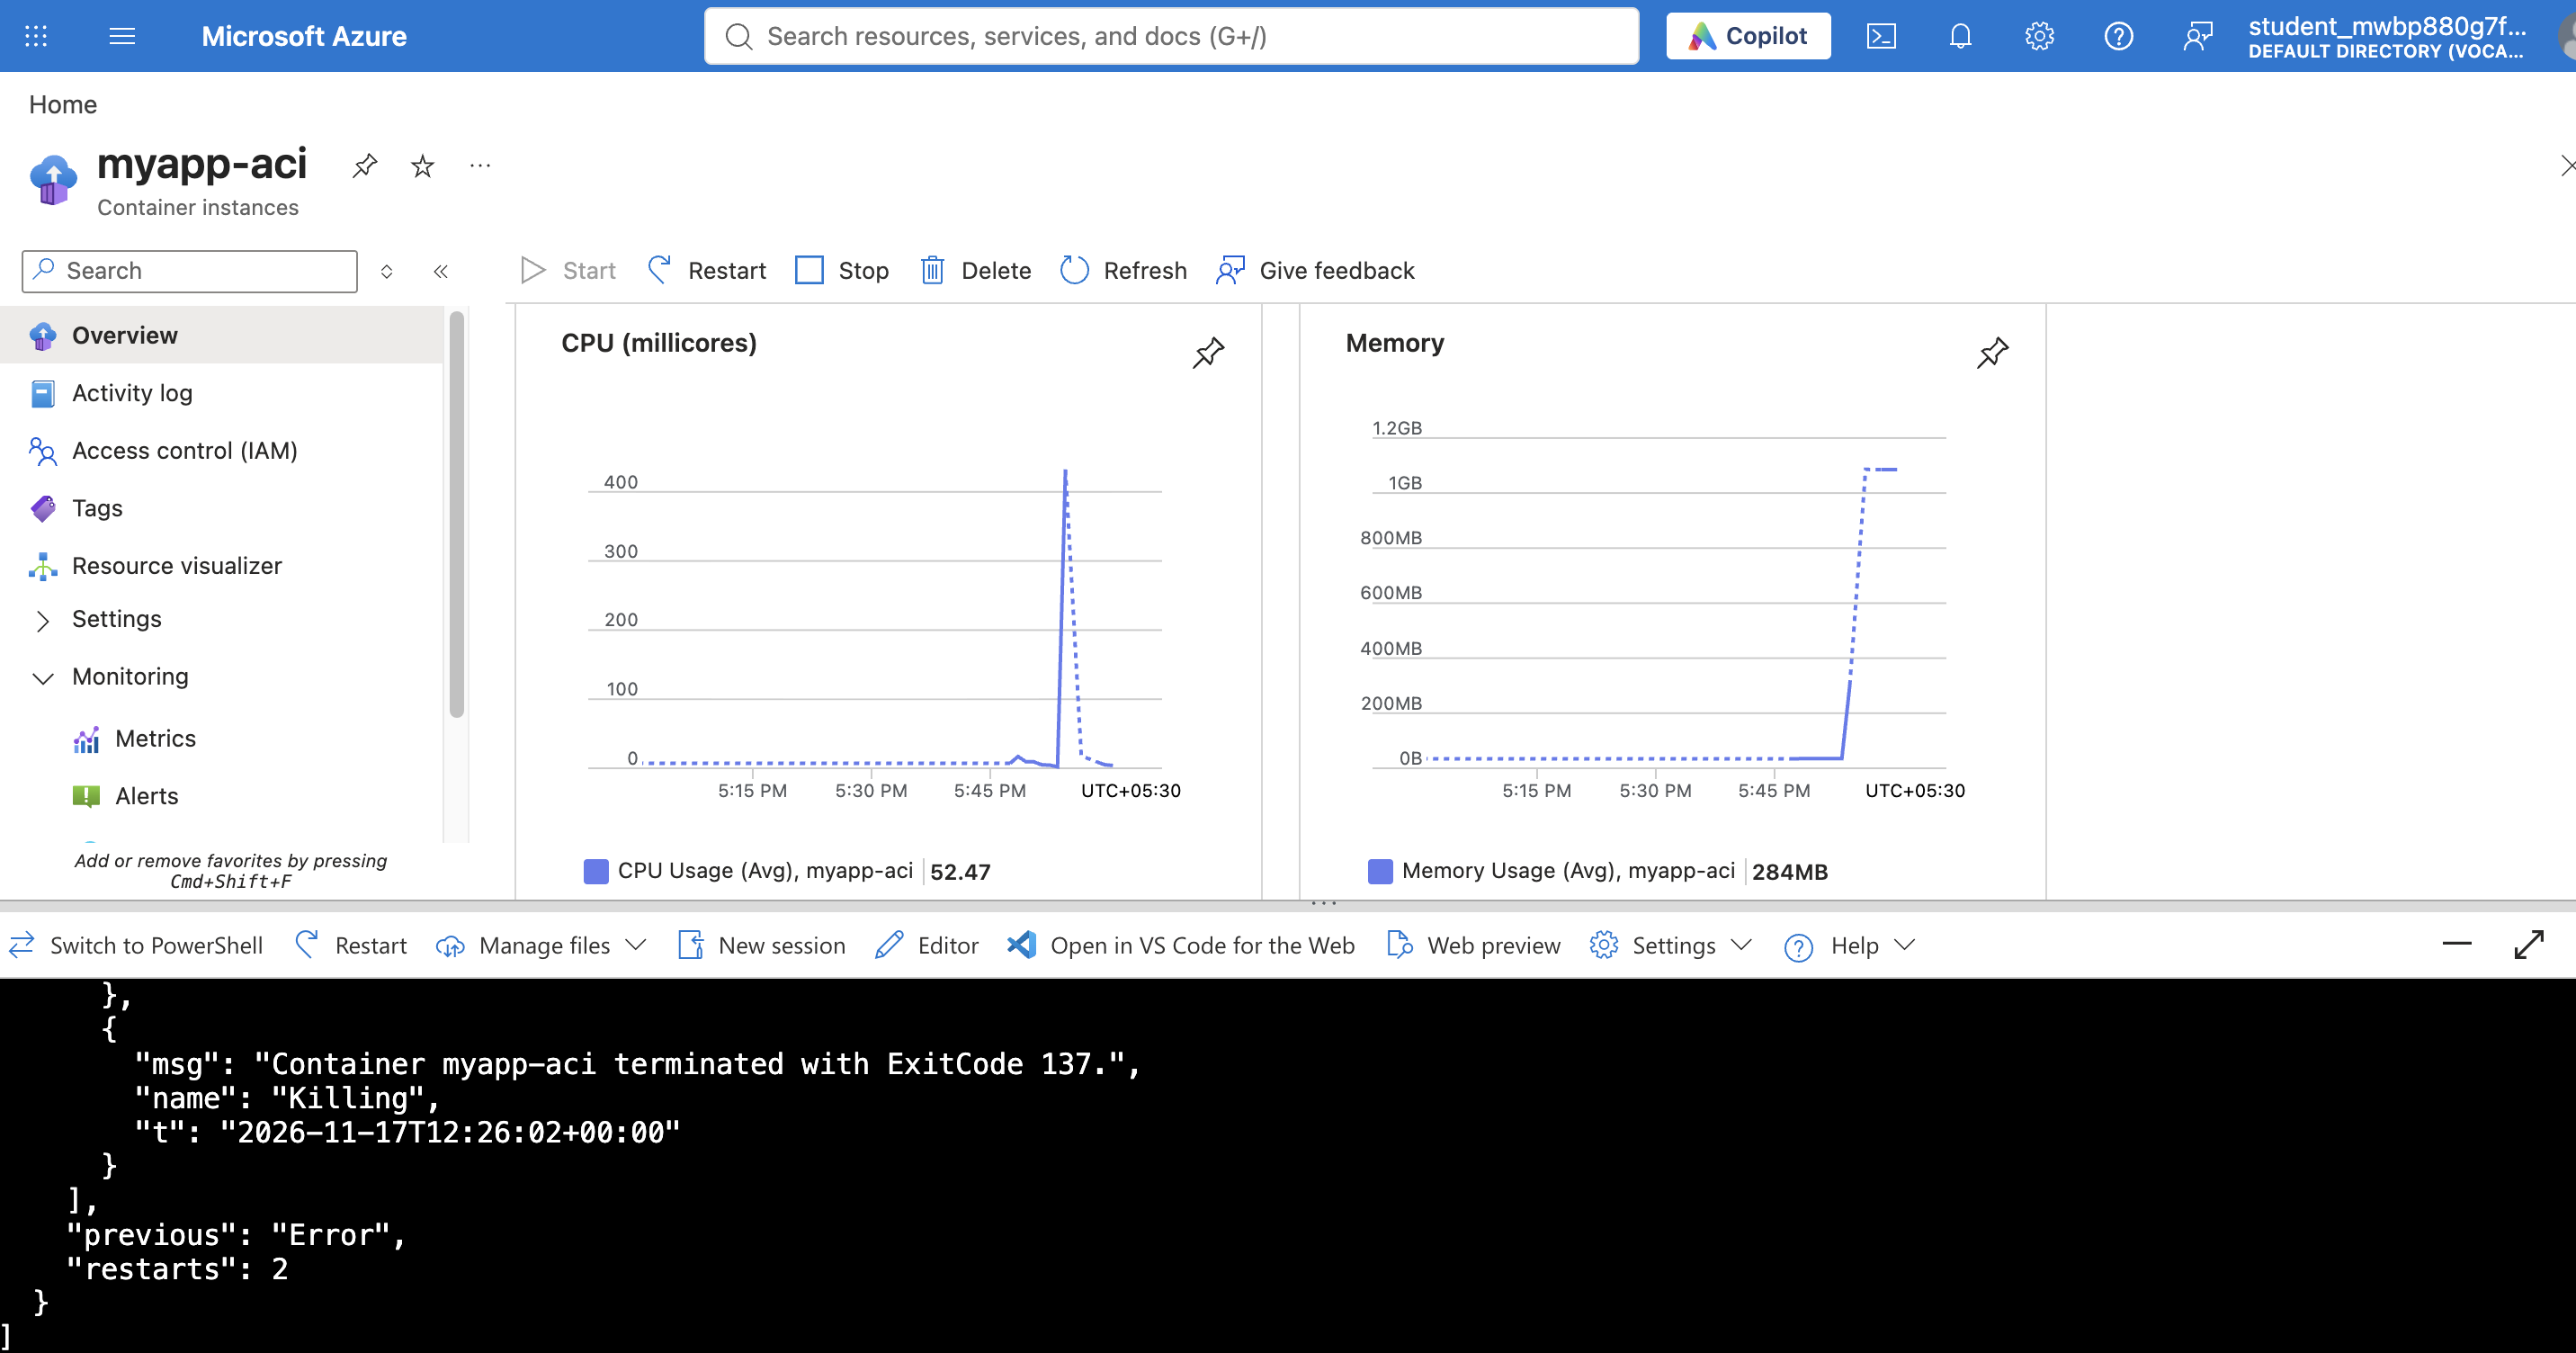 Microsoft Azure
Search resources, services, and docs (G+/)
Copilot
student_mwbp880g7f...
DEFAULT DIRECTORY (VOCA...
Home
myapp-aci
Container instances
Search
Start
Restart
Stop
Delete
Refresh
Give feedback
Overview
Activity log
Access control (IAM)
Tags
Resource visualizer
Settings
Monitoring
Metrics
Alerts
Add or remove favorites by pressing
Cmd+Shift+F
CPU (millicores)
400
300
200
100
0
5:15 PM
5:30 PM
5:45 PM
UTC+05:30
CPU Usage (Avg), myapp-aci
52.47
Memory
1.2GB
1GB
800MB
600MB
400MB
200MB
0B
5:15 PM
5:30 PM
5:45 PM
UTC+05:30
Memory Usage (Avg), myapp-aci
284MB
Switch to PowerShell
Restart
Manage files
New session
Editor
Open in VS Code for the Web
Web preview
Settings
Help
},
{
"msg": "Container myapp-aci terminated with ExitCode 137.",
"name": "Killing",
"t": "2026-11-17T12:26:02+00:00"
}
],
"previous": "Error",
"restarts": 2
}
]